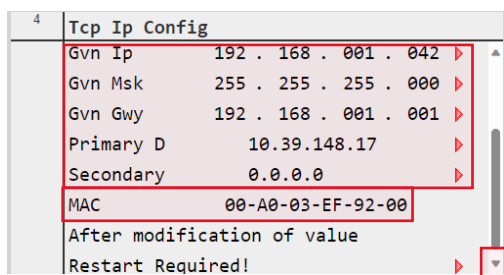 4
Tcp Ip Config
Gvn Ip 192 . 168 . 001 . 042
Gvn Msk 255 . 255 . 255 . 000
Gvn Gwy 192 . 168 . 001 . 001
Primary D 10.39.148.17
Secondary 0.0.0.0
MAC 00-A0-03-EF-92-00
After modification of value
Restart Required!